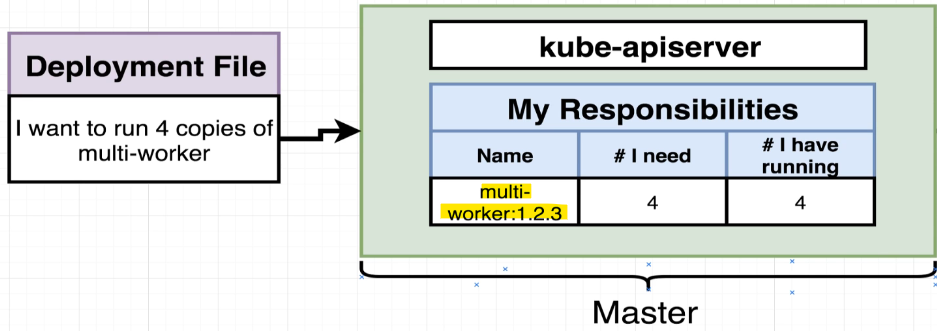 Deployment File
I want to run 4 copies of
multi-worker
kube-apiserver
My Responsibilities
Name
# I need
# I have
running
multi-
worker:1.2.3
4
4
Master